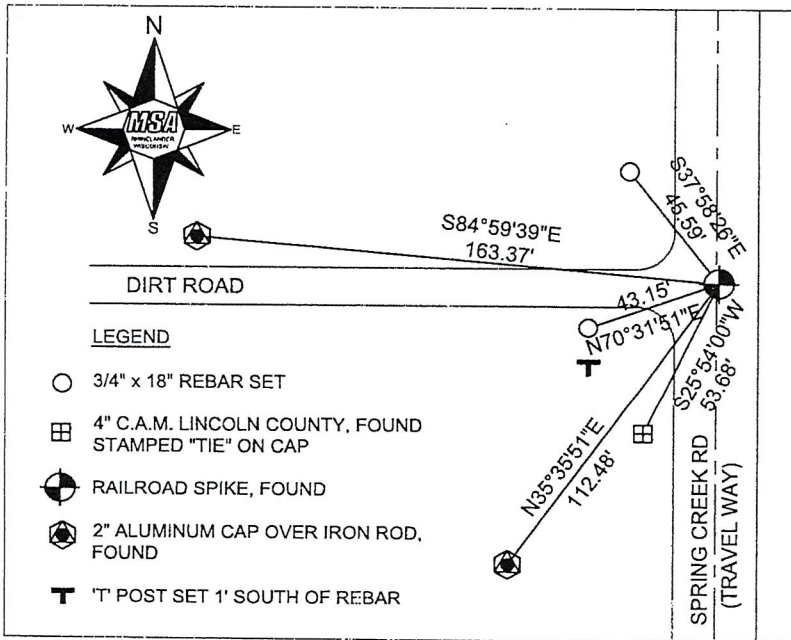 N
W
MSA
RHINELANDER
WISCONSIN
E
S
S84°59'39"E
163.37'
S37°58'26"E
45.59'
DIRT ROAD
43.15'
N70°31'51"E
S25°54'00"W
53.68'
N35°35'51"E
112.48'
LEGEND
3/4" x 18" REBAR SET
4" C.A.M. LINCOLN COUNTY, FOUND
STAMPED "TIE" ON CAP
RAILROAD SPIKE, FOUND
2" ALUMINUM CAP OVER IRON ROD,
FOUND
'T' POST SET 1' SOUTH OF REBAR
SPRING CREEK RD
(TRAVEL WAY)